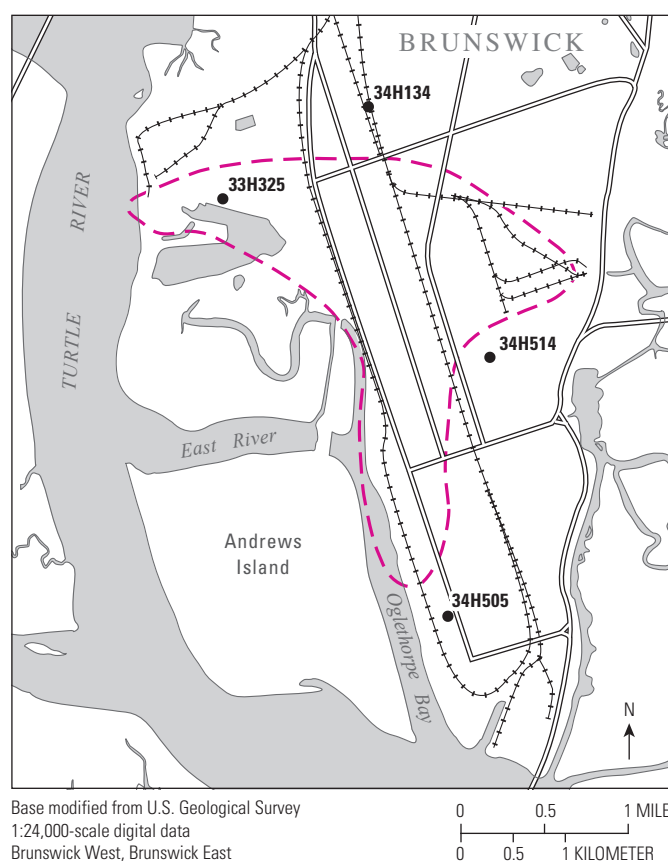 BRUNSWICK
34H134
33H325
TURTLE RIVER
34H514
East River
Andrews
Island
34H505
Oglethorpe Bay
N
Base modified from U.S. Geological Survey
1:24,000-scale digital data
Brunswick West, Brunswick East
0 0.5 1 MILE
0 0.5 1 KILOMETER